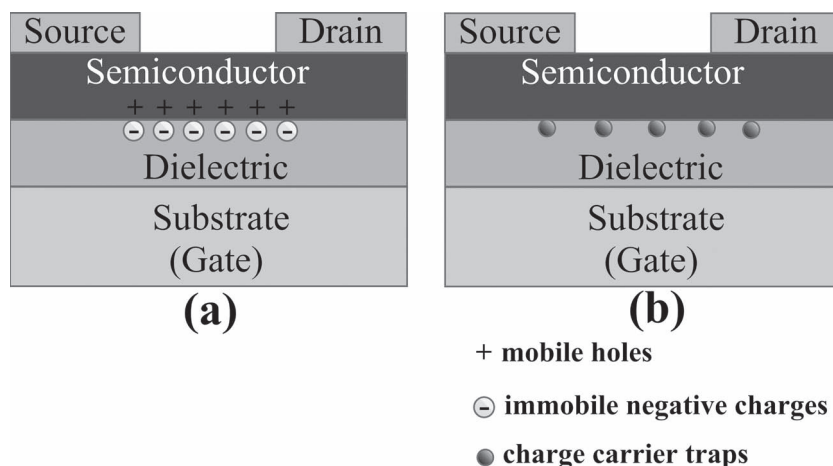 Source
Drain
Semiconductor
+ + + + + +
- - - - - -
Dielectric
Substrate
(Gate)
(a)
Source
Drain
Semiconductor
Dielectric
Substrate
(Gate)
(b)
+ mobile holes
- immobile negative charges
charge carrier traps